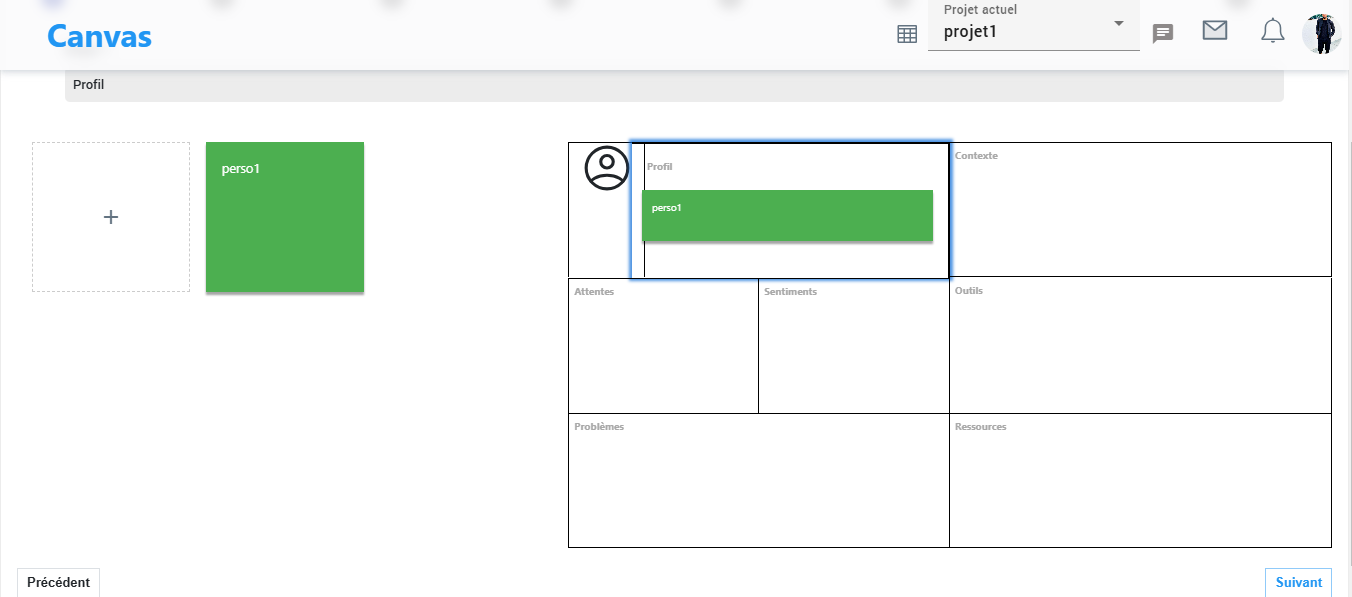 Canvas
Projet actuel
projet1
Profil
perso1
+
Profil
perso1
Contexte
Attentes
Sentiments
Outils
Problèmes
Ressources
Précédent
Suivant